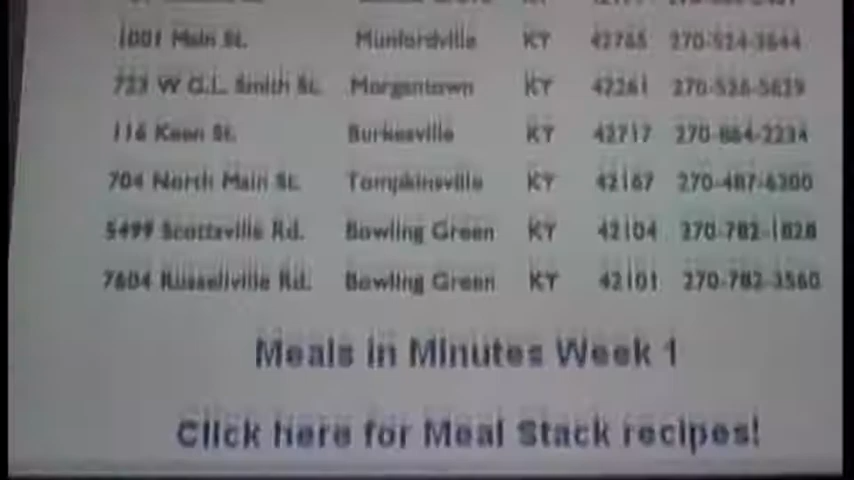 1001 Main St. Munfordville KY 42765 270-524-3644
723 W G.L. Smith St. Morgantown KY 42261 270-526-5629
116 Keen St. Burkesville KY 42717 270-864-2234
704 North Main St. Tompkinsville KY 42167 270-487-6200
5499 Scottsville Rd. Bowling Green KY 42104 270-782-1828
7604 Russellville Rd. Bowling Green KY 42101 270-782-3560
Meals in Minutes Week 1
Click here for Meal Stack recipes!